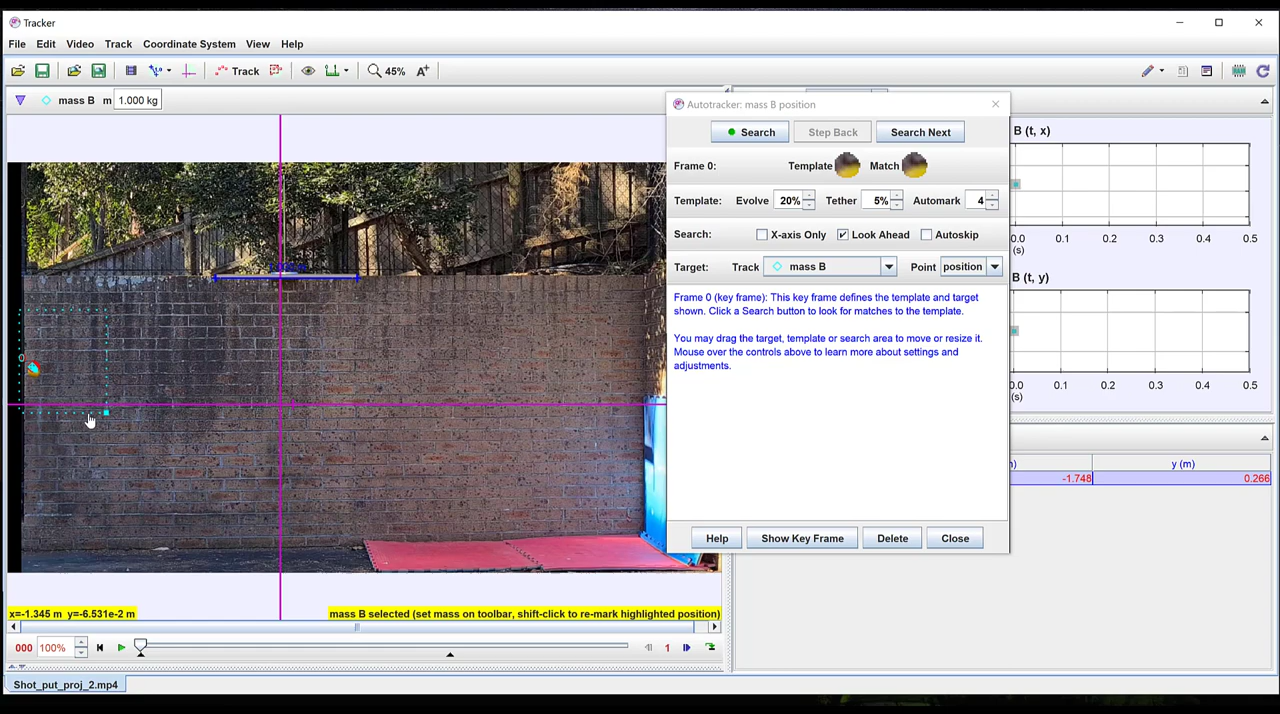 Tracker
File Edit Video Track Coordinate System View Help
Track 45% A
mass B m 1.000 kg
Autotracker: mass B position
Search Step Back Search Next
Frame 0: Template Match
Template: Evolve 20% Tether 5% Automark 4
Search: X-axis Only Look Ahead Autoskip
Target: Track mass B Point position
Frame 0 (key frame): This key frame defines the template and target
shown. Click a Search button to look for matches to the template.
You may drag the target, template or search area to move or resize it.
Mouse over the controls above to learn more about settings and
adjustments.
Help Show Key Frame Delete Close
B (t, x)
0.0 0.1 0.2 0.3 0.4 0.5
(s)
B (t, y)
0.0 0.1 0.2 0.3 0.4 0.5
(s)
y (m)
-1.748 0.266
0
x=-1.345 m y=-6.531e-2 m
mass B selected (set mass on toolbar, shift-click to re-mark highlighted position)
000 100% 1
Shot_put_proj_2.mp4